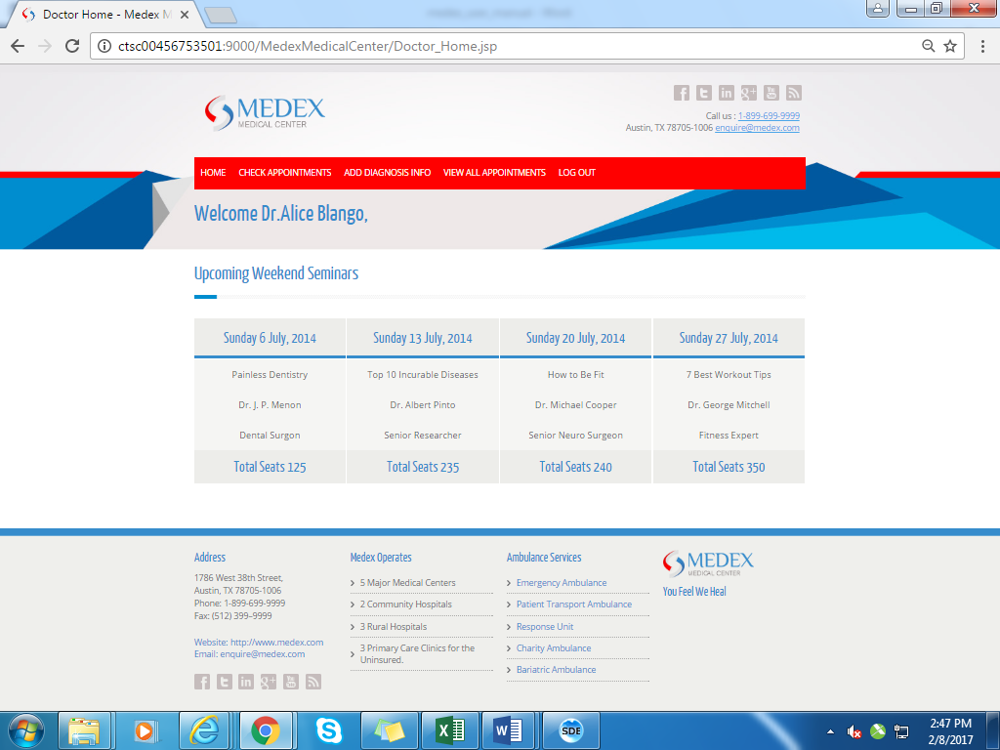 Doctor Home - Medex M
ctsc00456753501:9000/MedexMedicalCenter/Doctor_Home.jsp
MEDEX
MEDICAL CENTER
Call us : 1-899-699-9999
Austin, TX 78705-1006 enquire@medex.com
HOME CHECK APPOINTMENTS ADD DIAGNOSIS INFO VIEW ALL APPOINTMENTS LOG OUT
Welcome Dr.Alice Blango,
Upcoming Weekend Seminars
Sunday 6 July, 2014 Sunday 13 July, 2014 Sunday 20 July, 2014 Sunday 27 July, 2014
Painless Dentistry Top 10 Incurable Diseases How to Be Fit 7 Best Workout Tips
Dr. J. P. Menon Dr. Albert Pinto Dr. Michael Cooper Dr. George Mitchell
Dental Surgon Senior Researcher Senior Neuro Surgeon Fitness Expert
Total Seats 125 Total Seats 235 Total Seats 240 Total Seats 350
Address
1786 West 38th Street,
Austin, TX 78705-1006
Phone: 1-899-699-9999
Fax: (512) 399–9999
Website: http://www.medex.com
Email: enquire@medex.com
Medex Operates
5 Major Medical Centers
2 Community Hospitals
3 Rural Hospitals
3 Primary Care Clinics for the
Uninsured.
Ambulance Services
Emergency Ambulance
Patient Transport Ambulance
Response Unit
Charity Ambulance
Bariatric Ambulance
MEDEX
MEDICAL CENTER
You Feel We Heal
SDE
2:47 PM
2/8/2017